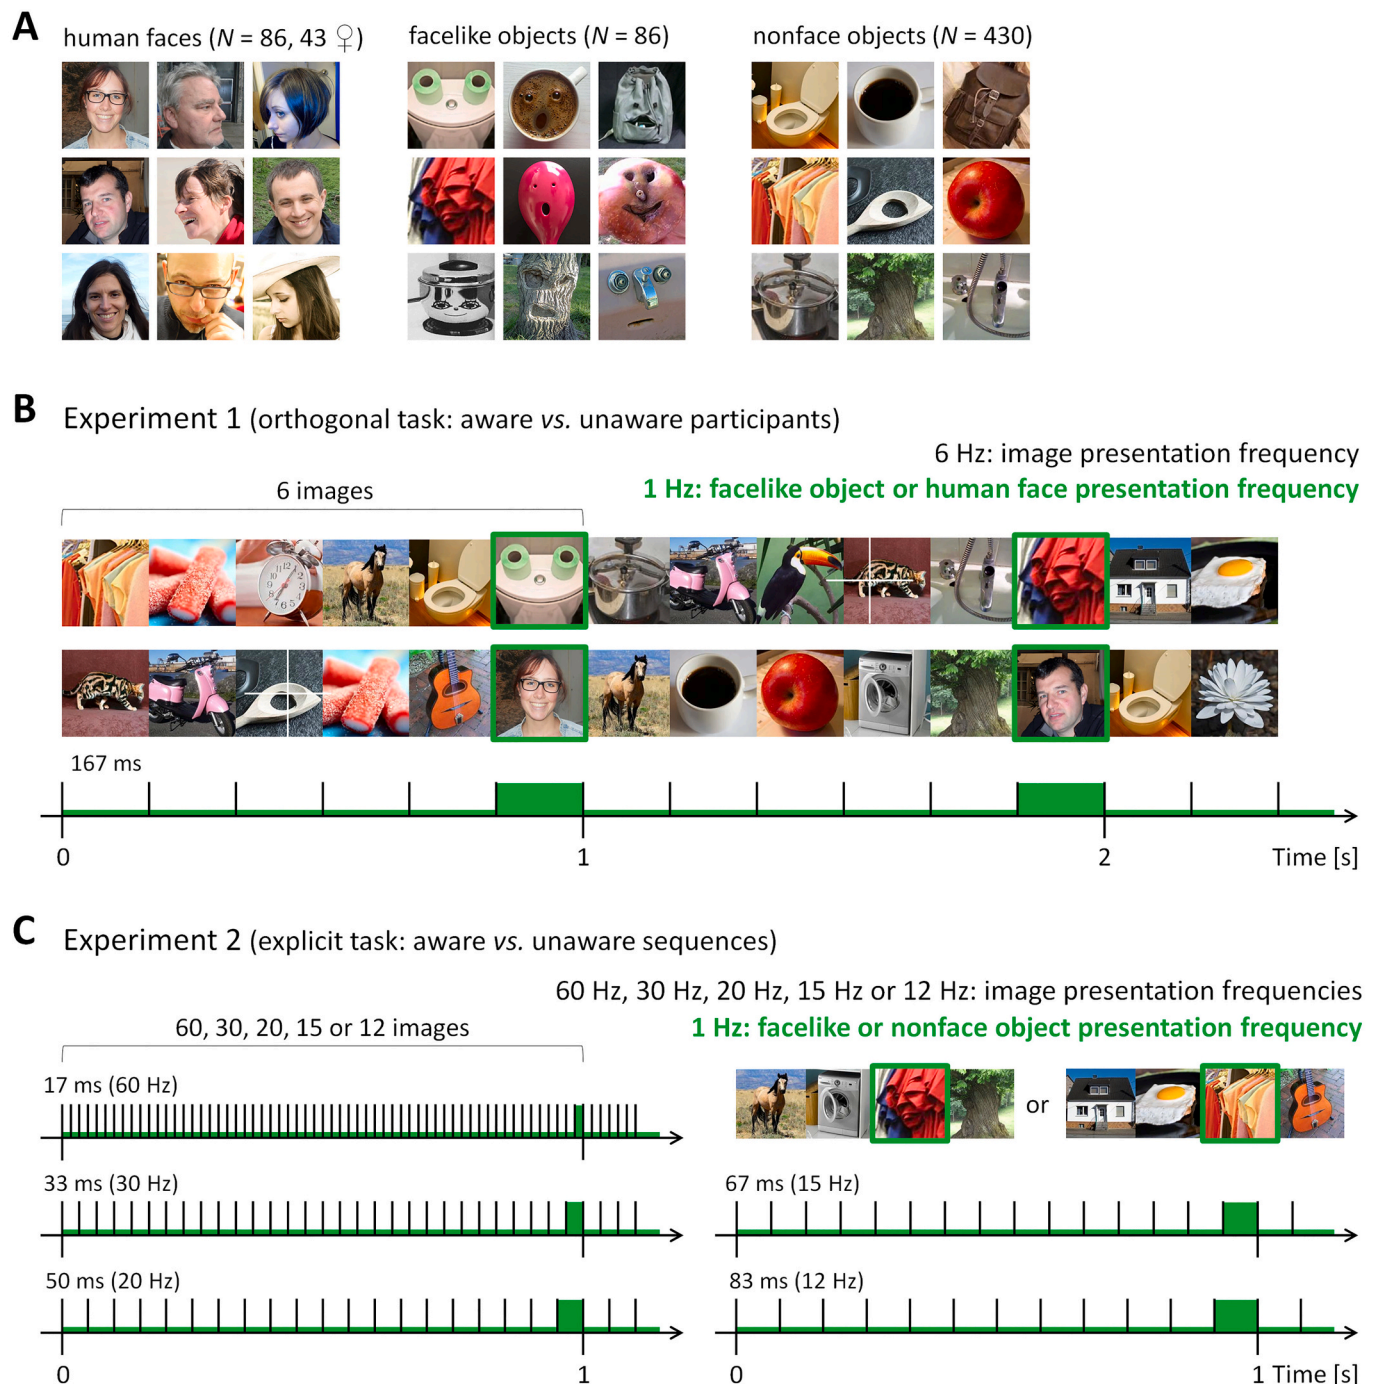 A
human faces (N = 86, 43 ♀)
facelike objects (N = 86)
nonface objects (N = 430)
B
Experiment 1 (orthogonal task: aware vs. unaware participants)
6 Hz: image presentation frequency
1 Hz: facelike object or human face presentation frequency
6 images
167 ms
0
1
2
Time [s]
C
Experiment 2 (explicit task: aware vs. unaware sequences)
60 Hz, 30 Hz, 20 Hz, 15 Hz or 12 Hz: image presentation frequencies
1 Hz: facelike or nonface object presentation frequency
60, 30, 20, 15 or 12 images
17 ms (60 Hz)
or
33 ms (30 Hz)
67 ms (15 Hz)
50 ms (20 Hz)
83 ms (12 Hz)
0
1
0
1
Time [s]